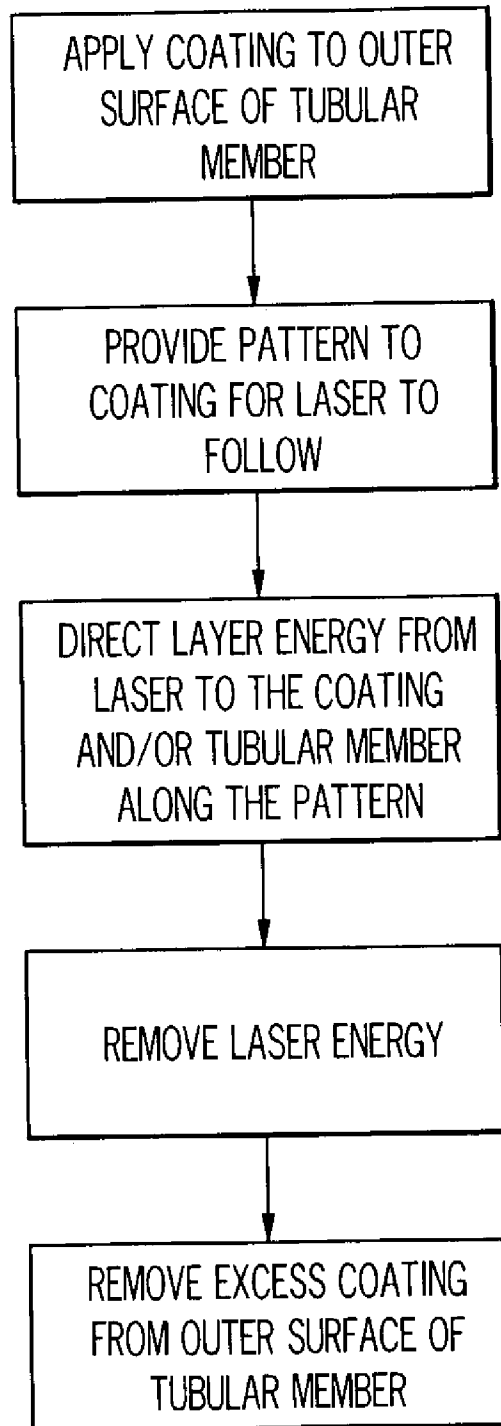 APPLY COATING TO OUTER
SURFACE OF TUBULAR
MEMBER
PROVIDE PATTERN TO
COATING FOR LASER TO
FOLLOW
DIRECT LAYER ENERGY FROM
LASER TO THE COATING
AND/OR TUBULAR MEMBER
ALONG THE PATTERN
REMOVE LASER ENERGY
REMOVE EXCESS COATING
FROM OUTER SURFACE OF
TUBULAR MEMBER